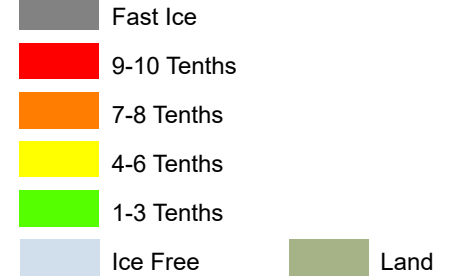 Fast Ice
9-10 Tenths
7-8 Tenths
4-6 Tenths
1-3 Tenths
Ice Free Land